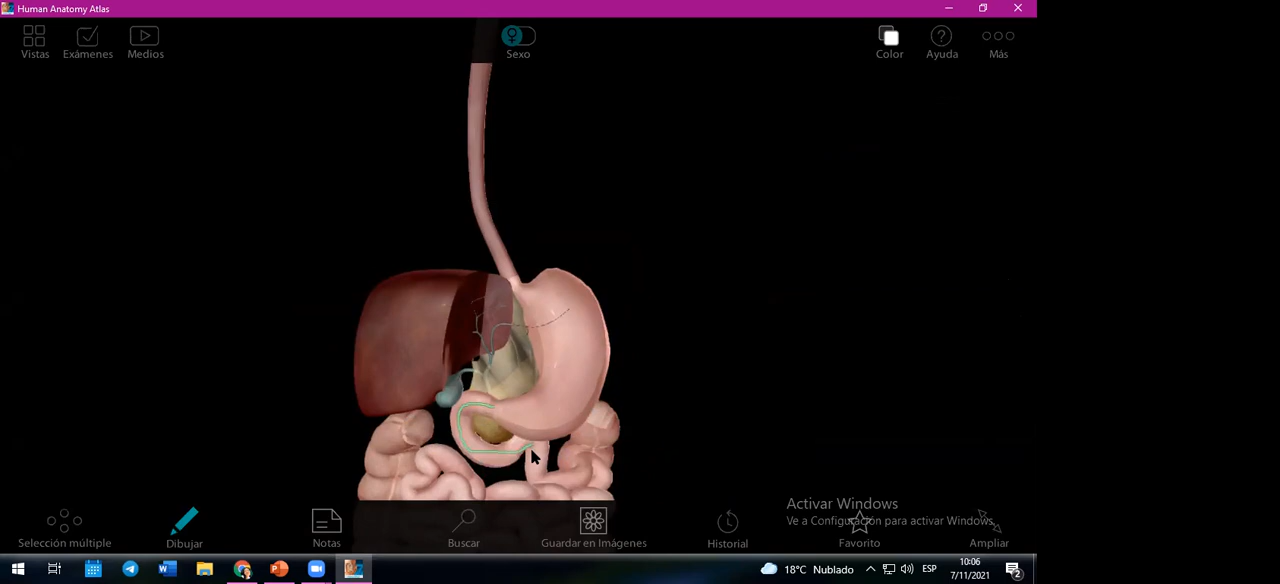 Human Anatomy Atlas
Vistas
Exámenes
Medios
Sexo
Color
Ayuda
Más
Activar Windows
Ve a Configuración para activar Windows.
Selección múltiple
Dibujar
Notas
Buscar
Guardar en Imágenes
Historial
Favorito
Ampliar
18°C Nublado
ESP
10:06
7/11/2021
2